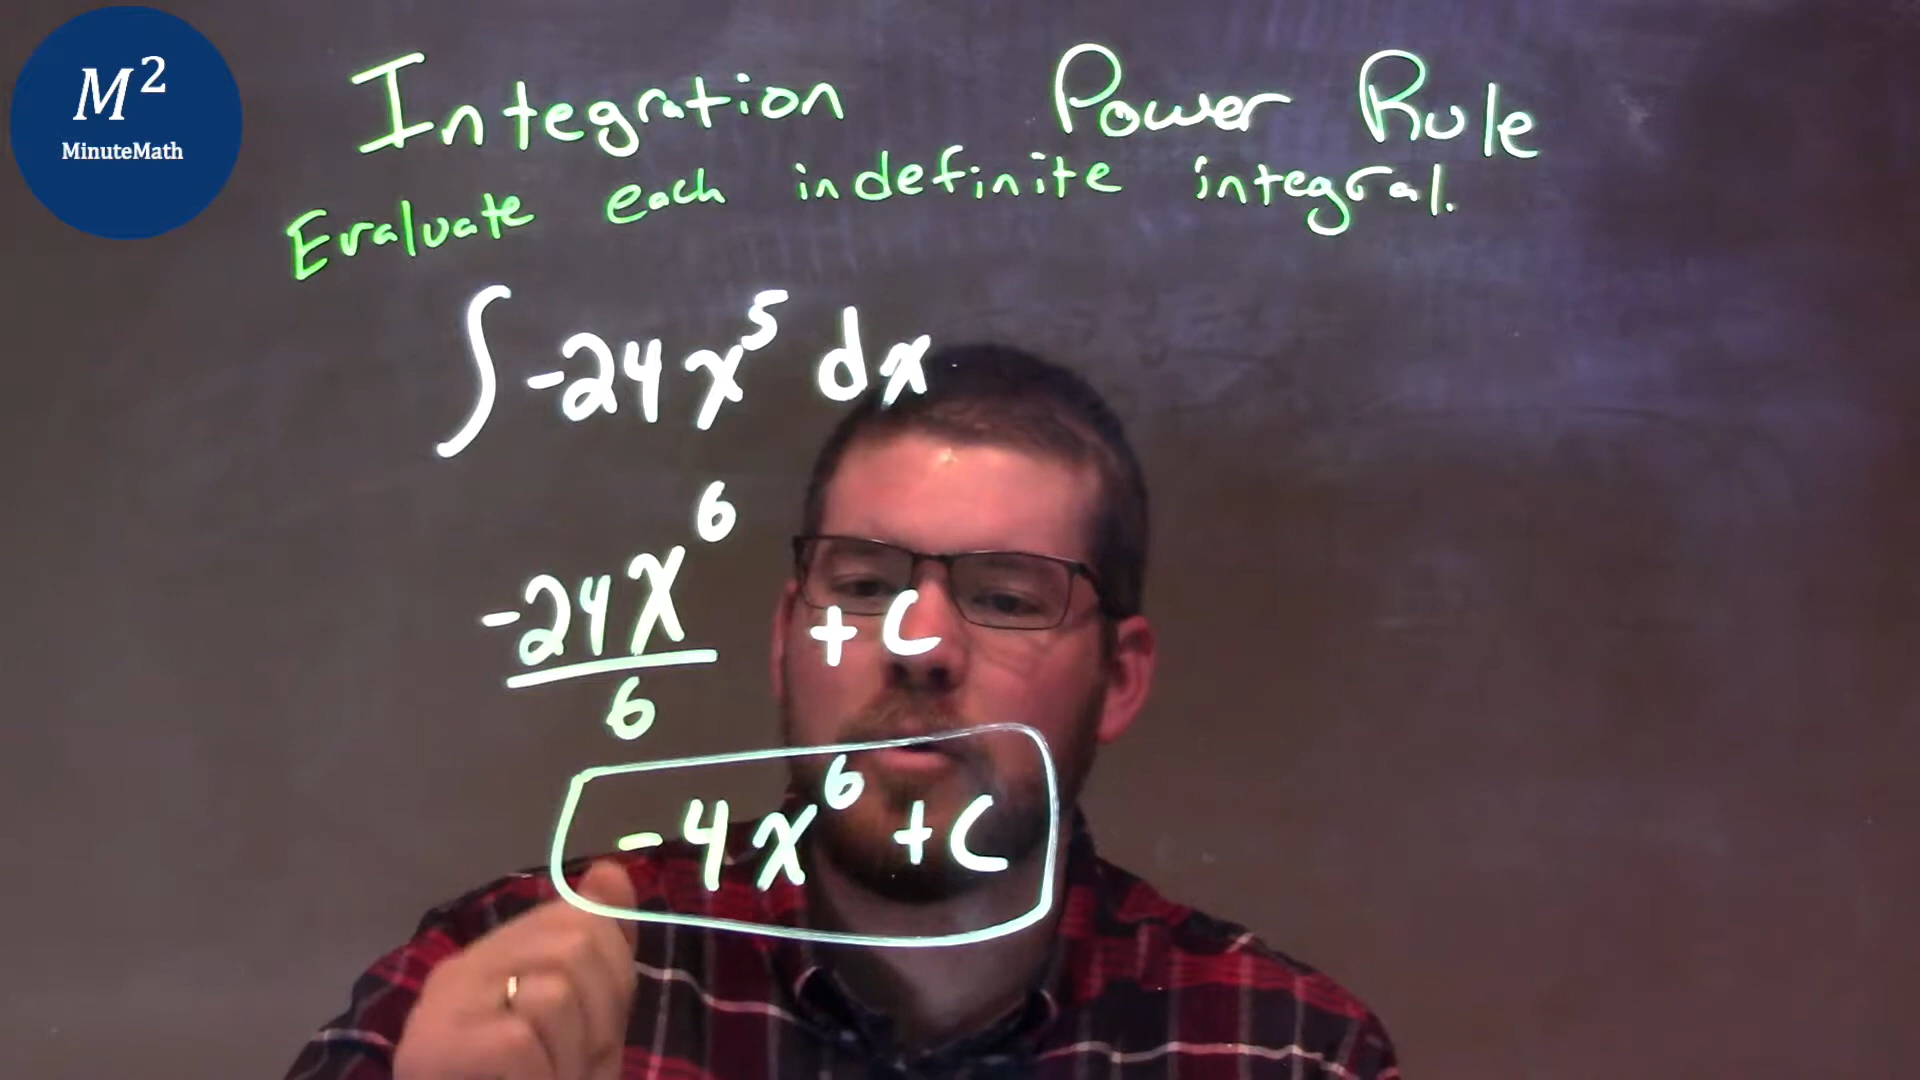 M²
MinuteMath
Integration Power Rule
Evaluate each indefinite integral.
∫ -24x⁵ dx
-24x⁶ + C
6
-4x⁶ + C